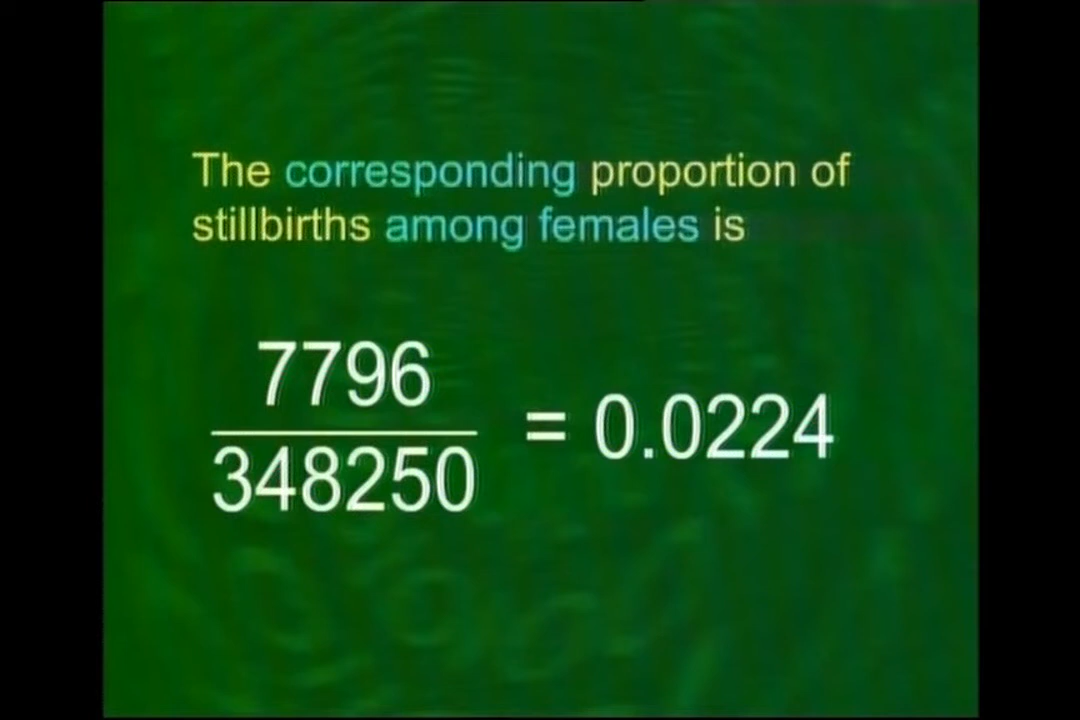 The corresponding proportion of
stillbirths among females is
7796
348250
= 0.0224